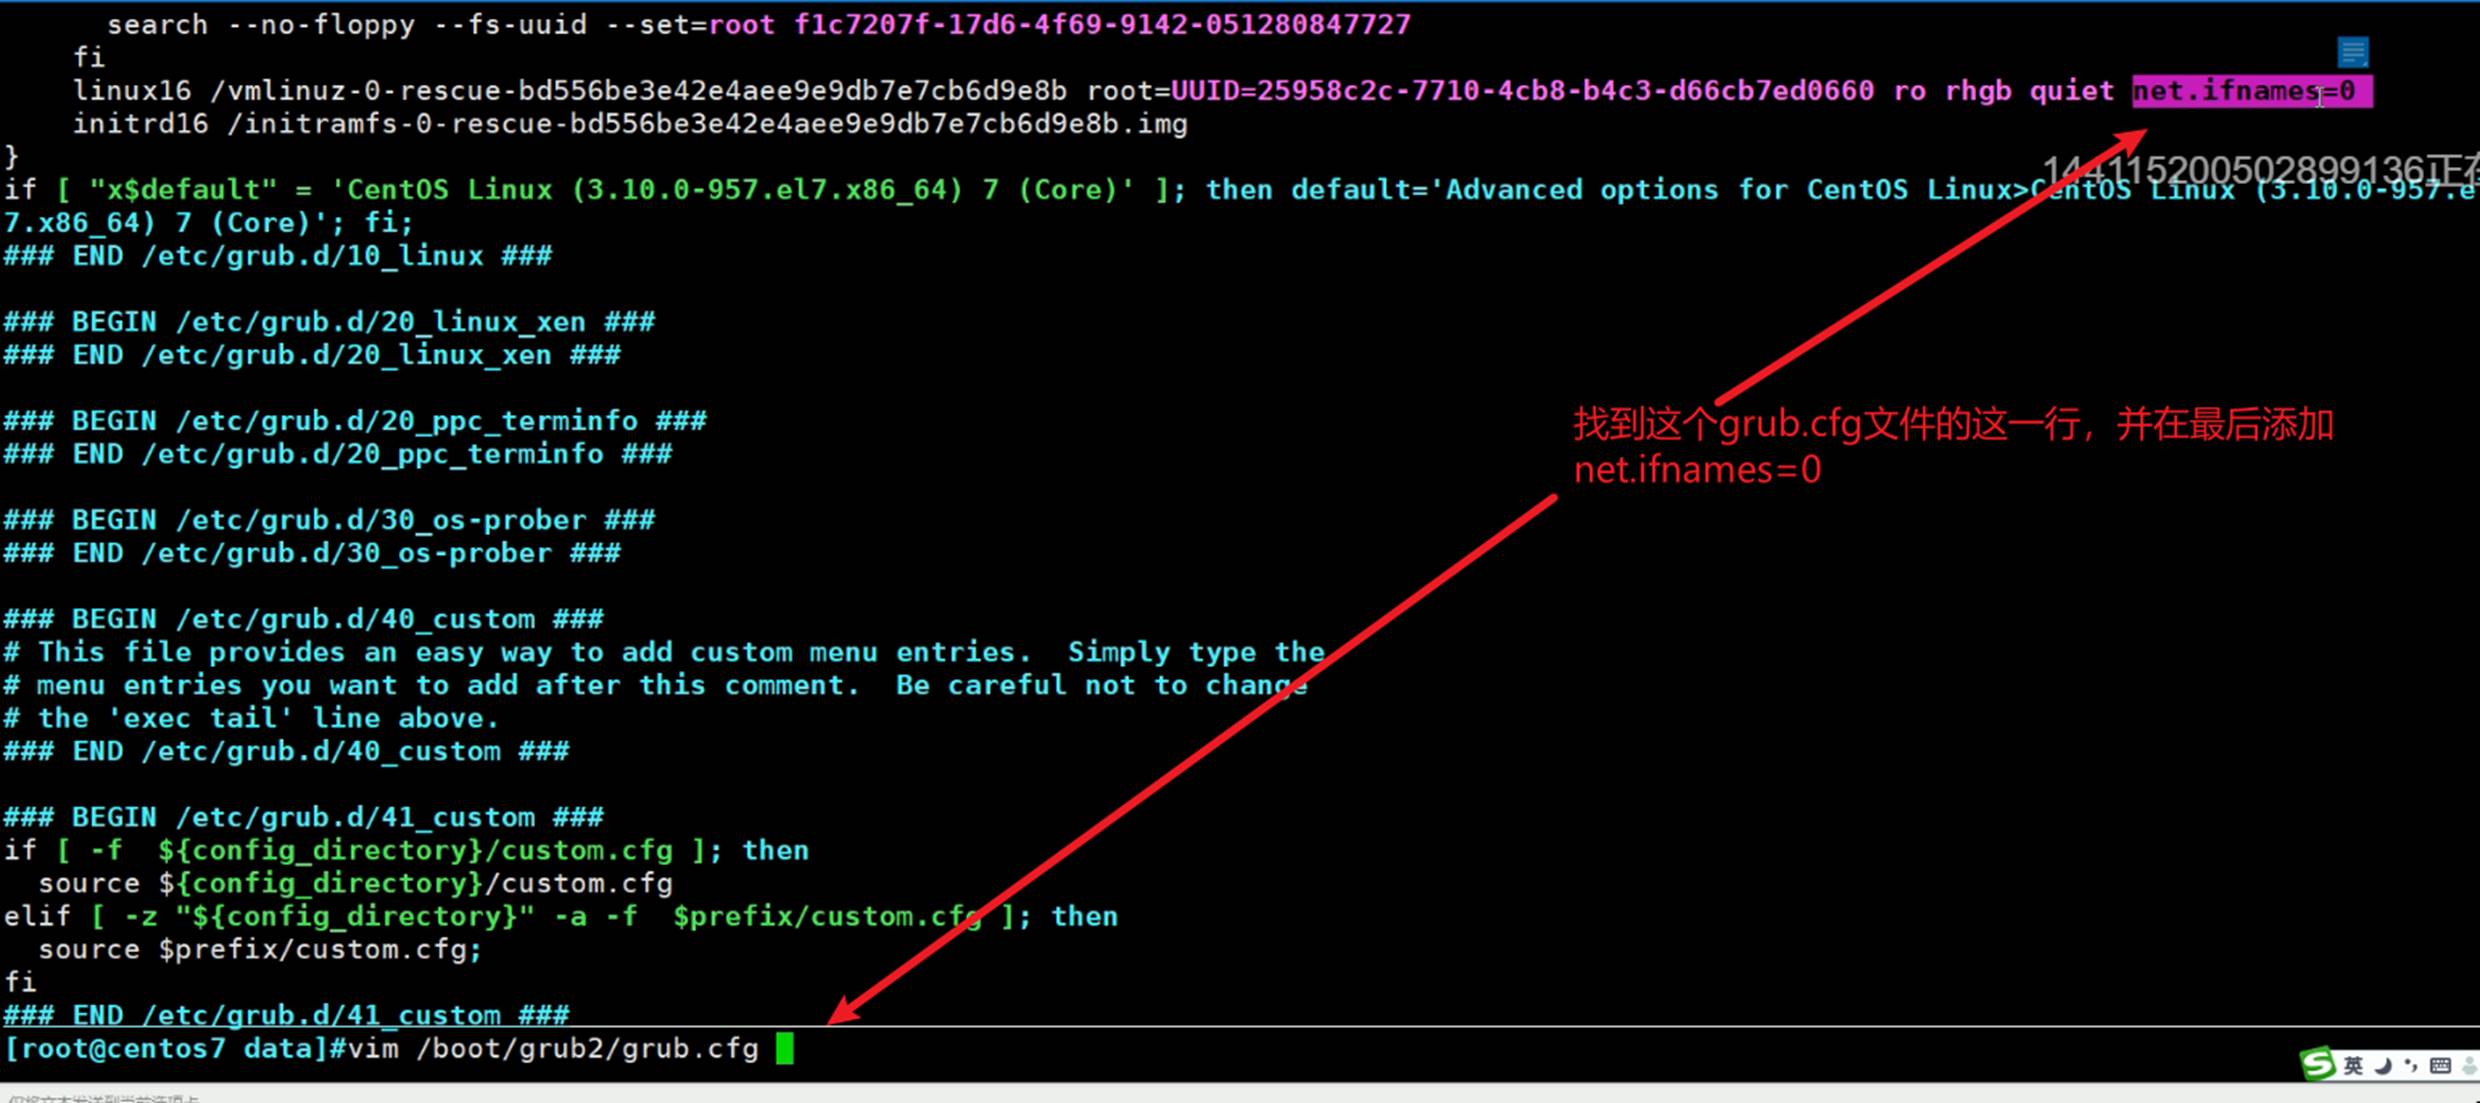 search --no-floppy --fs-uuid --set=root f1c7207f-17d6-4f69-9142-051280847727
fi
linux16 /vmlinuz-0-rescue-bd556be3e42e4aee9e9db7e7cb6d9e8b root=UUID=25958c2c-7710-4cb8-b4c3-d66cb7ed0660 ro rhgb quiet net.ifnames=0
initrd16 /initramfs-0-rescue-bd556be3e42e4aee9e9db7e7cb6d9e8b.img
}
1441115200502899136正在
if [ "x$default" = 'CentOS Linux (3.10.0-957.el7.x86_64) 7 (Core)' ]; then default='Advanced options for CentOS Linux>CentOS Linux (3.10.0-957.e
7.x86_64) 7 (Core)'; fi;
### END /etc/grub.d/10_linux ###
### BEGIN /etc/grub.d/20_linux_xen ###
### END /etc/grub.d/20_linux_xen ###
### BEGIN /etc/grub.d/20_ppc_terminfo ###
### END /etc/grub.d/20_ppc_terminfo ###
找到这个grub.cfg文件的这一行，并在最后添加
net.ifnames=0
### BEGIN /etc/grub.d/30_os-prober ###
### END /etc/grub.d/30_os-prober ###
### BEGIN /etc/grub.d/40_custom ###
# This file provides an easy way to add custom menu entries.  Simply type the
# menu entries you want to add after this comment.  Be careful not to change
# the 'exec tail' line above.
### END /etc/grub.d/40_custom ###
### BEGIN /etc/grub.d/41_custom ###
if [ -f  ${config_directory}/custom.cfg ]; then
source ${config_directory}/custom.cfg
elif [ -z "${config_directory}" -a -f  $prefix/custom.cfg ]; then
source $prefix/custom.cfg;
fi
### END /etc/grub.d/41_custom ###
[root@centos7 data]#vim /boot/grub2/grub.cfg
英